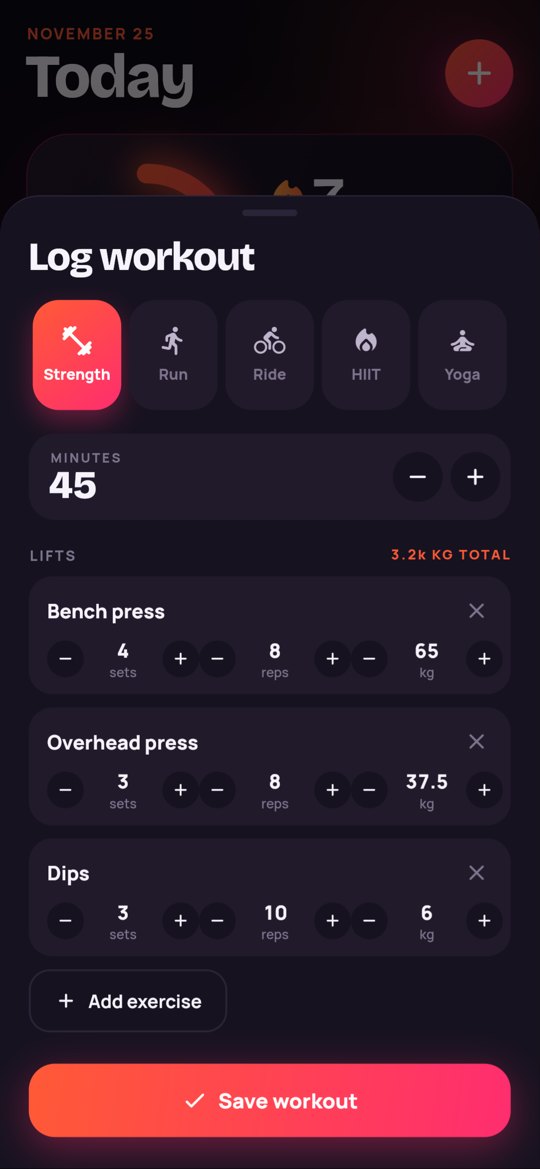 NOVEMBER 25
Today
3
Log workout
Strength
Run
Ride
HIIT
Yoga
MINUTES
45
LIFTS
3.2k KG TOTAL
Bench press
4 8 65
sets reps kg
Overhead press
3 8 37.5
sets reps kg
Dips
3 10 6
sets reps kg
Add exercise
Save workout